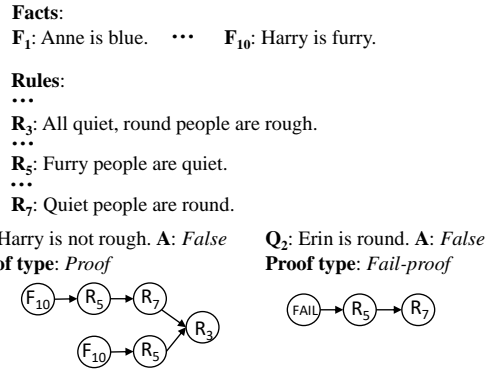 Facts:
F1: Anne is blue. ... F10: Harry is furry.
Rules:
...
R3: All quiet, round people are rough.
...
R5: Furry people are quiet.
...
R7: Quiet people are round.
Harry is not rough. A: False Q2: Erin is round. A: False
of type: Proof Proof type: Fail-proof
F10 R5 R7 FAIL R5 R7
R3
F10 R5